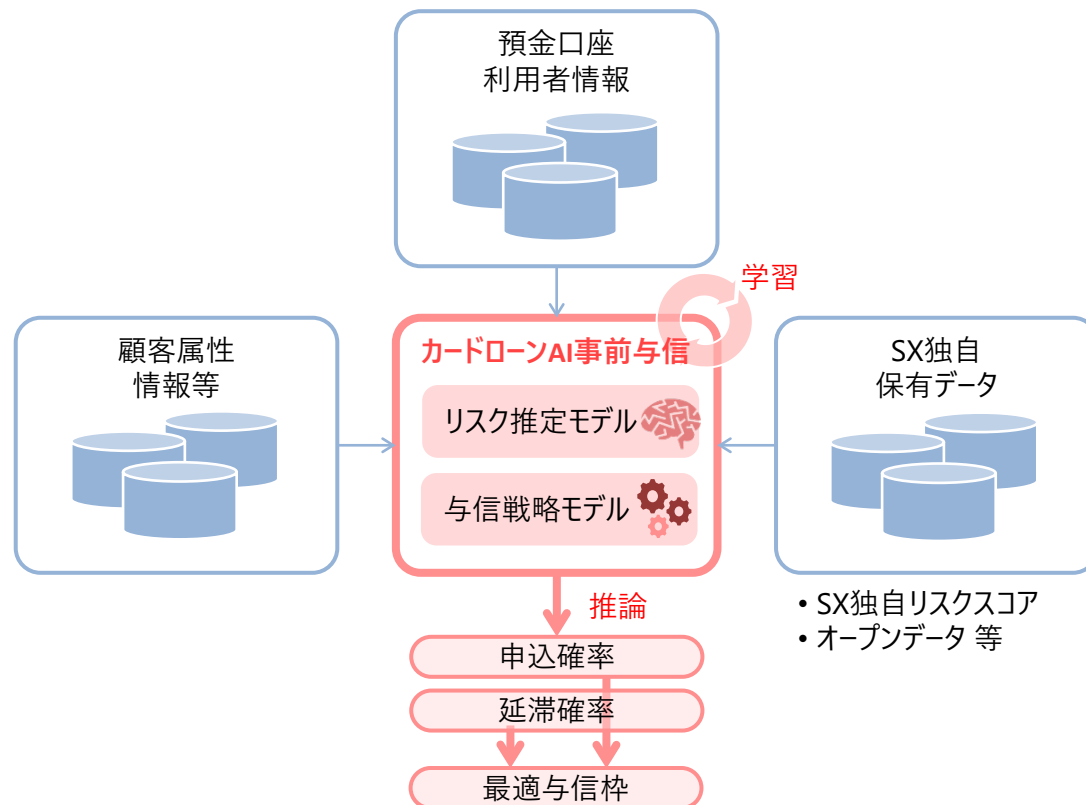 預金口座
利用者情報
学習
顧客属性
情報等
カードローンAI事前与信
リスク推定モデル
与信戦略モデル
SX独自
保有データ
• SX独自リスクスコア
• オープンデータ 等
推論
申込確率
延滞確率
最適与信枠